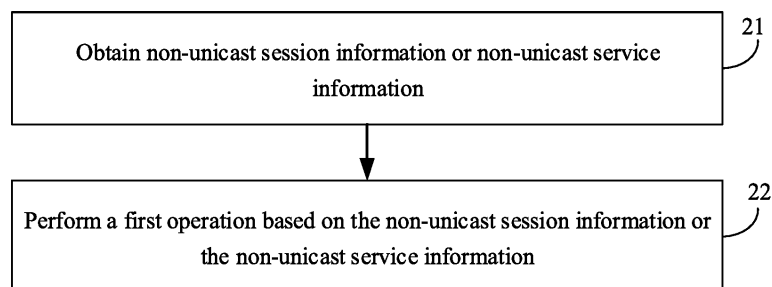 21
Obtain non-unicast session information or non-unicast service
information
22
Perform a first operation based on the non-unicast session information or
the non-unicast service information